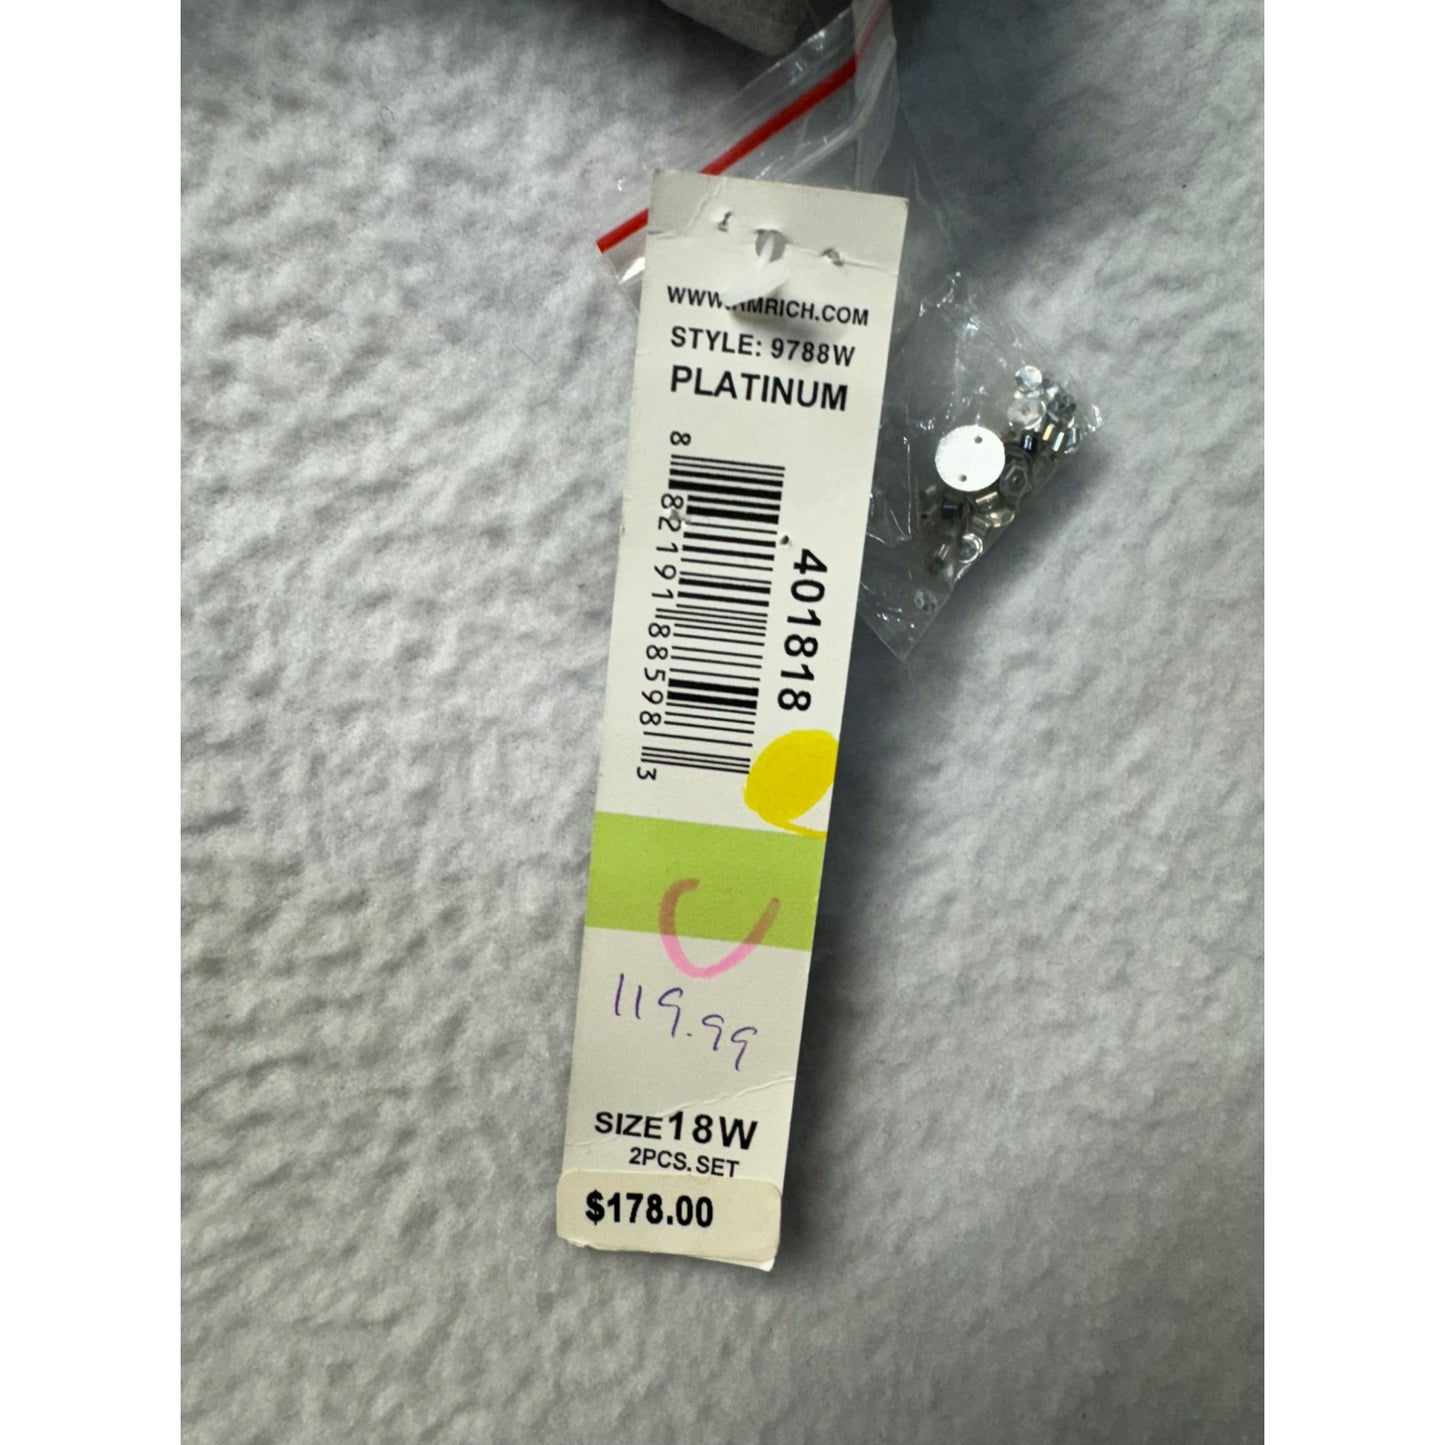 STYLE: 9788W
PLATINUM
8 82191 88598 3
401818
119.99
SIZE 18W
2PCS. SET
$178.00